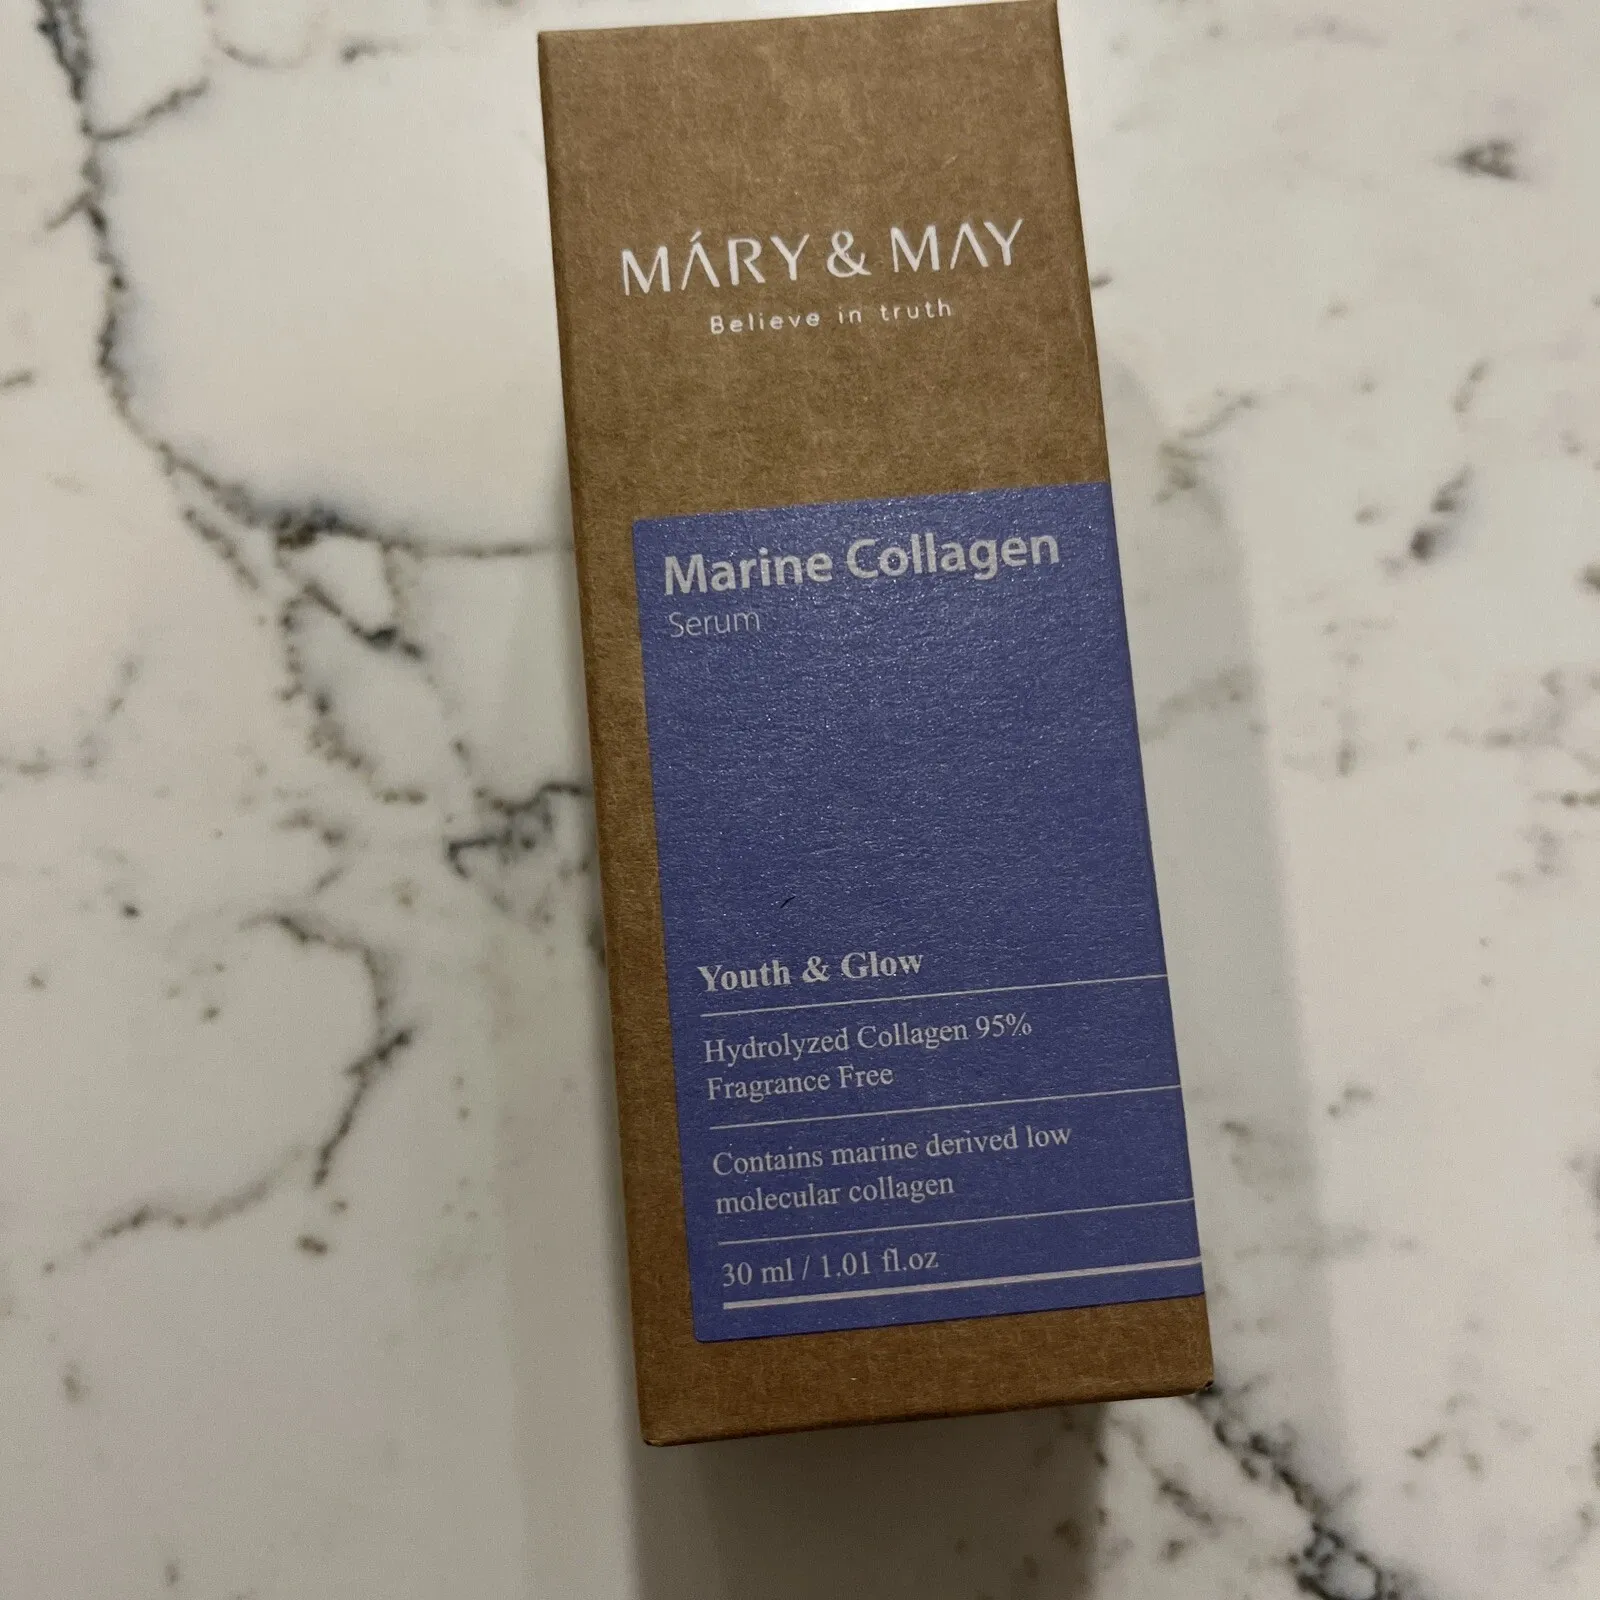 MÁRY & MAY
Believe in truth
Marine Collagen
Serum
Youth & Glow
Hydrolyzed Collagen 95%
Fragrance Free
Contains marine derived low
molecular collagen
30 ml / 1.01 fl.oz